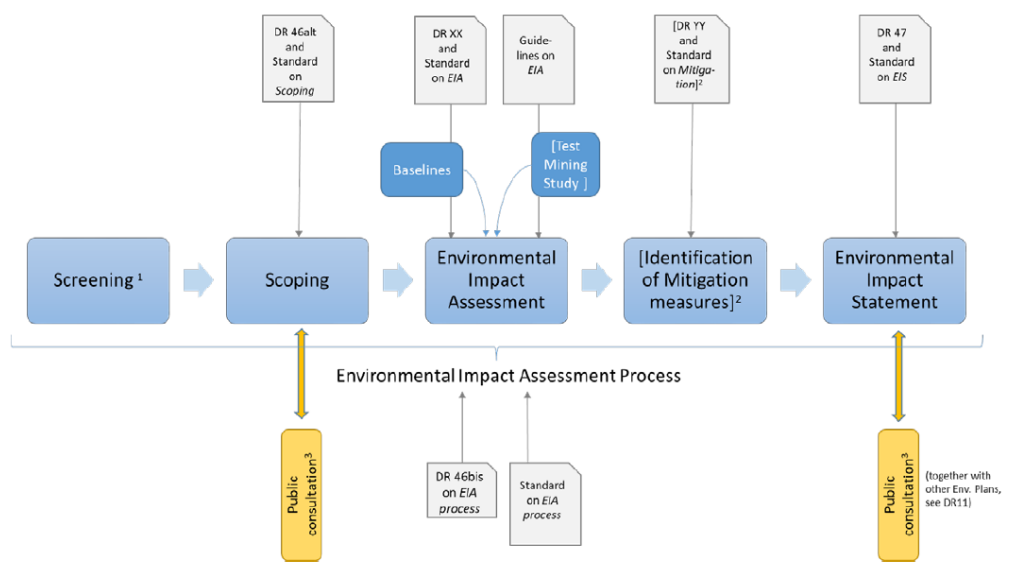 DR 46alt
and
Standard
on
Scoping
DR XX
and
Standard
on EIA
Guide-
lines on
EIA
[DR YY
and
Standard
on Mitiga-
tion]²
DR 47
and
Standard
on EIS
Baselines
[Test
Mining
Study ]
Screening ¹
Scoping
Environmental
Impact
Assessment
[Identification
of Mitigation
measures]²
Environmental
Impact
Statement
Environmental Impact Assessment Process
Public
consultation³
DR 46bis
on EIA
process
Standard
on EIA
process
Public
consultation³
(together with
other Env. Plans,
see DR11)